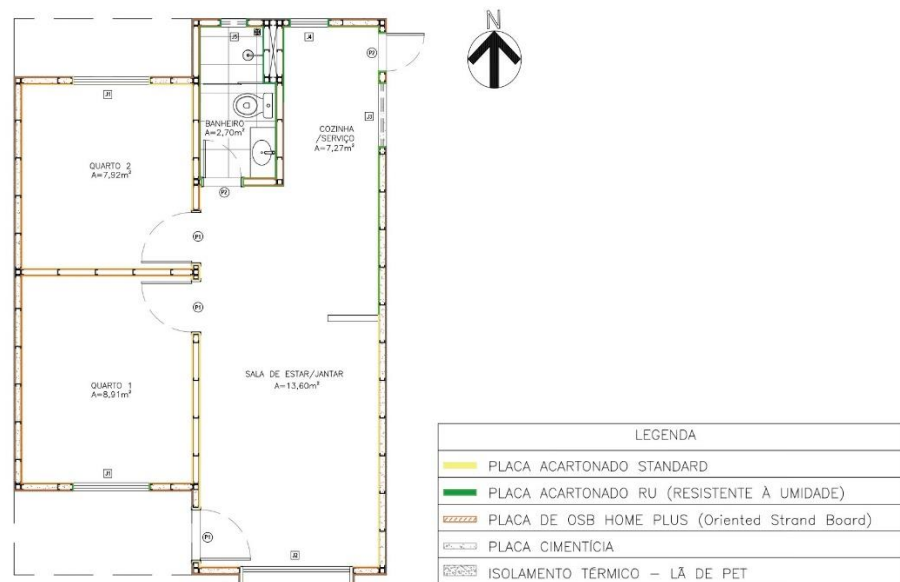 N
J5
J4
P2
J1
BANHEIRO
A=2,70m²
COZINHA
/SERVIÇO
A=7,27m²
J3
QUARTO 2
A=7,92m²
P2
P1
P1
QUARTO 1
A=8,91m²
SALA DE ESTAR/JANTAR
A=13,60m²
J1
P1
J2
LEGENDA
PLACA ACARTONADO STANDARD
PLACA ACARTONADO RU (RESISTENTE À UMIDADE)
PLACA DE OSB HOME PLUS (Oriented Strand Board)
PLACA CIMENTÍCIA
ISOLAMENTO TÉRMICO – LÃ DE PET